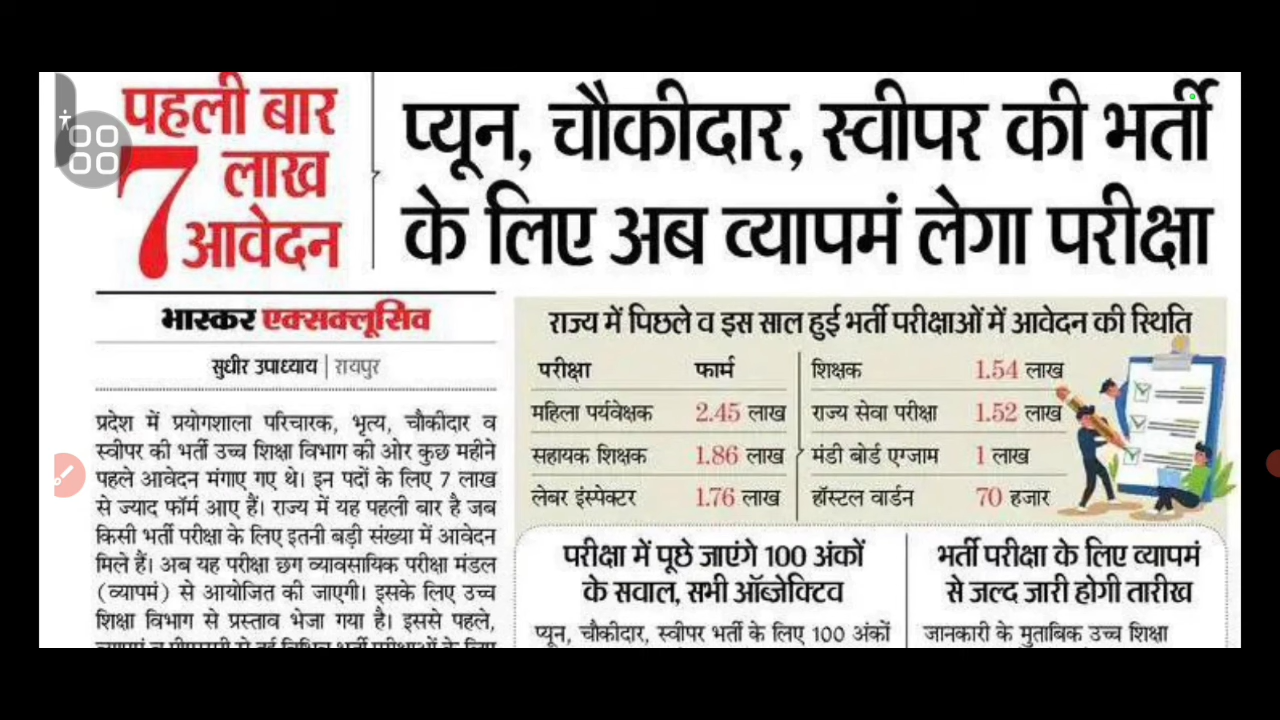 पहली बार
7 लाख
आवेदन
प्यून, चौकीदार, स्वीपर की भर्ती
के लिए अब व्यापमं लेगा परीक्षा
भास्कर एक्सक्लूसिव
सुधीर उपाध्याय | रायपुर
प्रदेश में प्रयोगशाला परिचारक, भृत्य, चौकीदार व
स्वीपर की भर्ती उच्च शिक्षा विभाग की ओर कुछ महीने
पहले आवेदन मंगाए गए थे। इन पदों के लिए 7 लाख
से ज्याद फॉर्म आए हैं। राज्य में यह पहली बार है जब
किसी भर्ती परीक्षा के लिए इतनी बड़ी संख्या में आवेदन
मिले हैं। अब यह परीक्षा छग व्यावसायिक परीक्षा मंडल
(व्यापमं) से आयोजित की जाएगी। इसके लिए उच्च
शिक्षा विभाग से प्रस्ताव भेजा गया है। इससे पहले,
राज्य में पिछले व इस साल हुई भर्ती परीक्षाओं में आवेदन की स्थिति
परीक्षा फार्म
महिला पर्यवेक्षक 2.45 लाख
सहायक शिक्षक 1.86 लाख
लेबर इंस्पेक्टर 1.76 लाख
शिक्षक 1.54 लाख
राज्य सेवा परीक्षा 1.52 लाख
मंडी बोर्ड एग्जाम 1 लाख
हॉस्टल वार्डन 70 हजार
परीक्षा में पूछे जाएंगे 100 अंकों
के सवाल, सभी ऑब्जेक्टिव
प्यून, चौकीदार, स्वीपर भर्ती के लिए 100 अंकों
भर्ती परीक्षा के लिए व्यापमं
से जल्द जारी होगी तारीख
जानकारी के मुताबिक उच्च शिक्षा